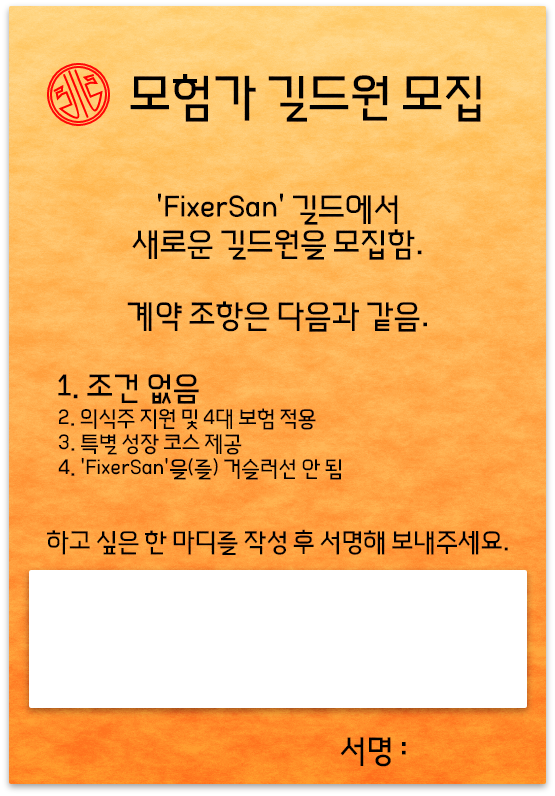 모험가 길드원 모집
'FixerSan' 길드에서
새로운 길드원을 모집함.
계약 조항은 다음과 같음.
1. 조건 없음
2. 의식주 지원 및 4대 보험 적용
3. 특별 성장 코스 제공
4. 'FixerSan'을(를) 거슬러선 안 됨
하고 싶은 한 마디를 작성 후 서명해 보내주세요.
서명 :